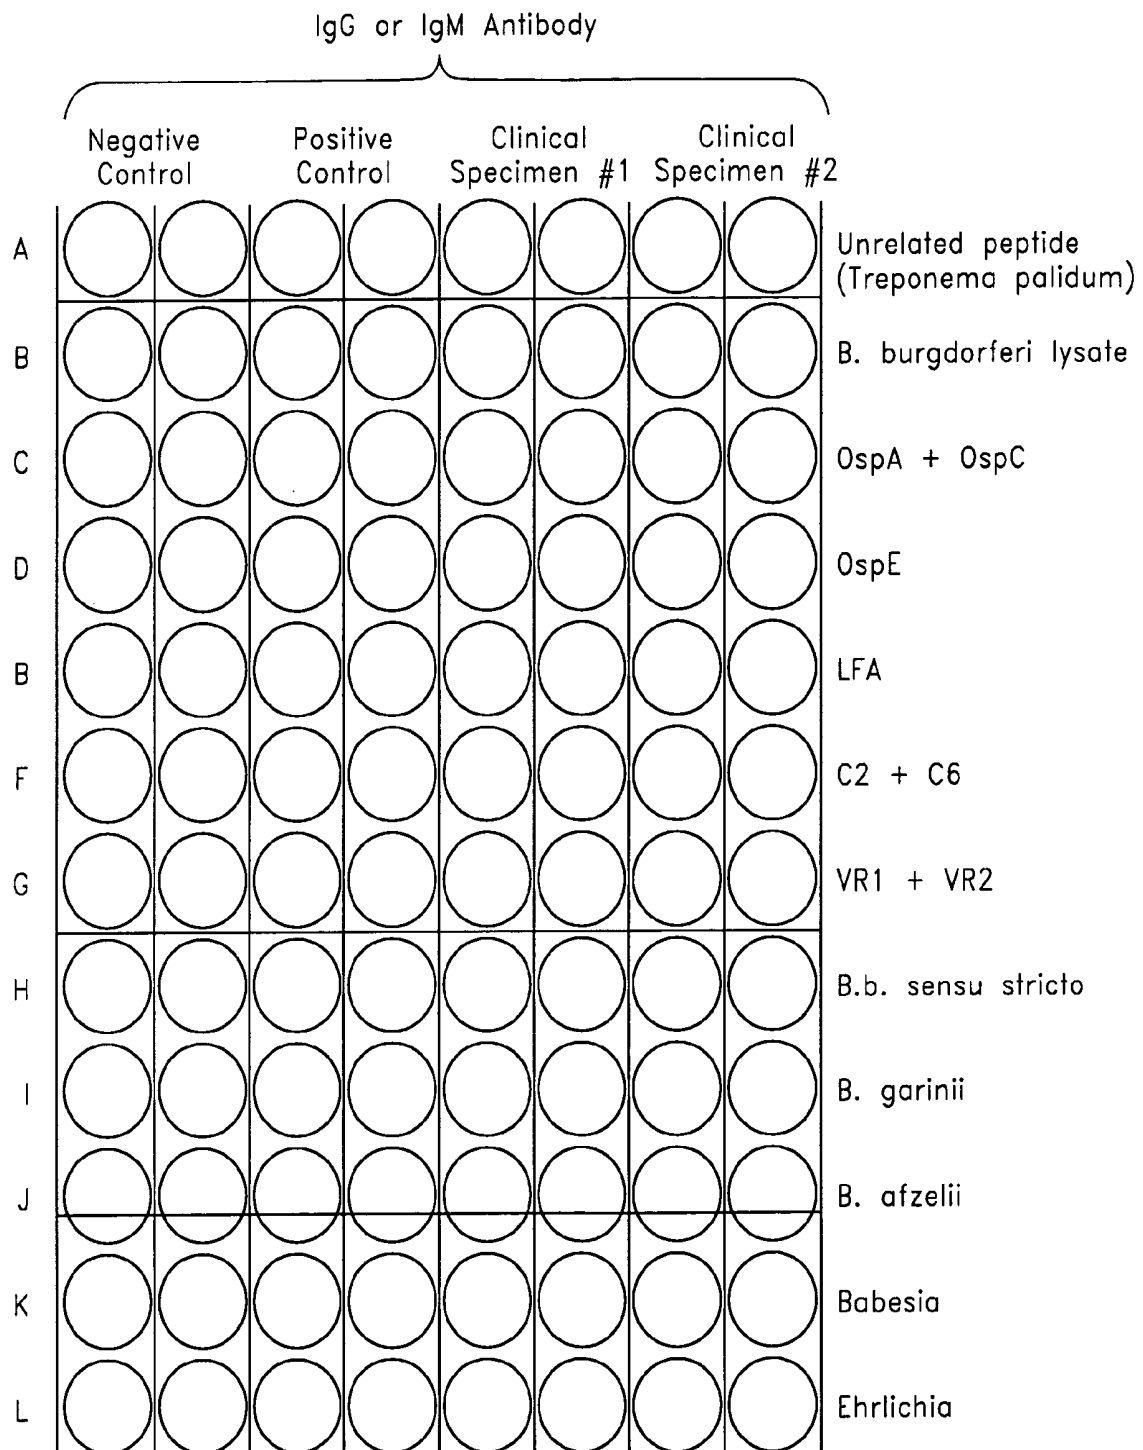 IgG or IgM Antibody
Negative Control
Positive Control
Clinical Specimen #1
Clinical Specimen #2
A Unrelated peptide
(Treponema palidum)
B B. burgdorferi lysate
C OspA + OspC
D OspE
B LFA
F C2 + C6
G VR1 + VR2
H B.b. sensu stricto
I B. garinii
J B. afzelii
K Babesia
L Ehrlichia